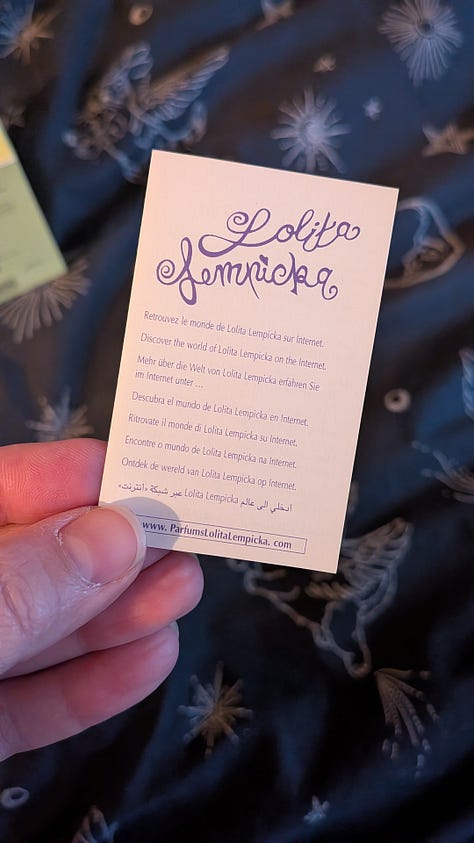 Lolita
Lempicka
Retrouvez le monde de Lolita Lempicka sur Internet.
Discover the world of Lolita Lempicka on the Internet.
Mehr über die Welt von Lolita Lempicka erfahren Sie
im Internet unter ...
Descubra el mundo de Lolita Lempicka en Internet.
Ritrovate il mondo di Lolita Lempicka su Internet.
Encontre o mundo de Lolita Lempicka na Internet.
Ontdek de wereld van Lolita Lempicka op Internet.
ادخلي الى عالم Lolita Lempicka عبر شبكة «انترنت»
www. ParfumsLolitaLempicka. com